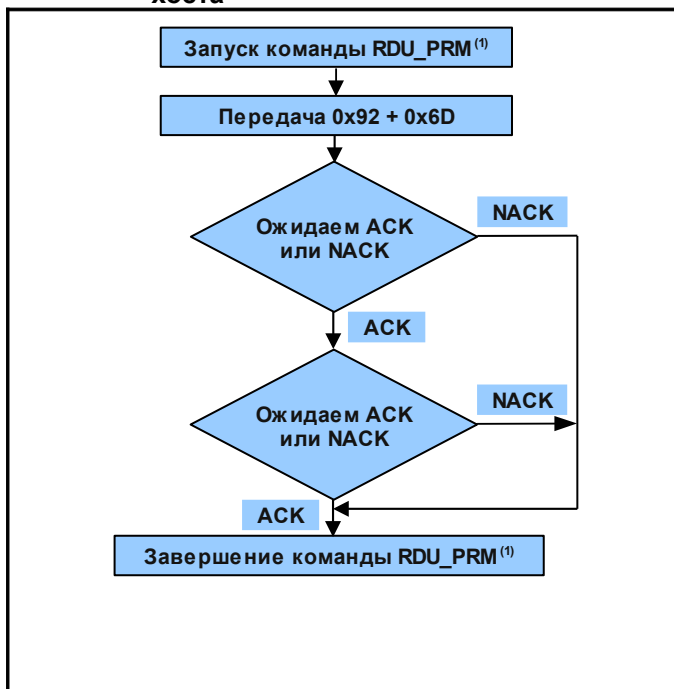 хоста
Запуск команды RDU_PRM(1)
Передача 0x92 + 0x6D
Ожидаем ACK
или NACK
NACK
ACK
Ожидаем ACK
или NACK
NACK
ACK
Завершение команды RDU_PRM(1)